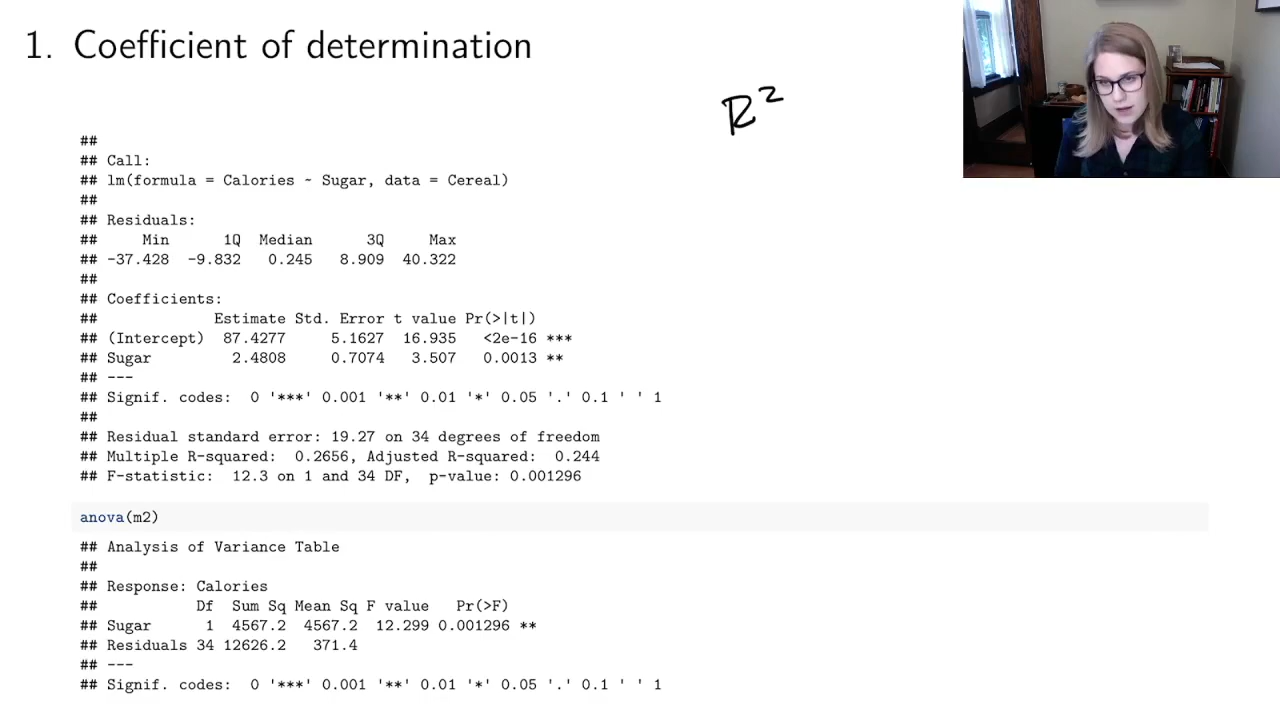 1. Coefficient of determination
R²
##
## Call:
## lm(formula = Calories ~ Sugar, data = Cereal)
##
## Residuals:
##     Min      1Q  Median      3Q     Max
## -37.428  -9.832   0.245   8.909  40.322
##
## Coefficients:
##             Estimate Std. Error t value Pr(>|t|)
## (Intercept)  87.4277     5.1627  16.935   <2e-16 ***
## Sugar         2.4808     0.7074   3.507   0.0013 **
## ---
## Signif. codes:  0 '***' 0.001 '**' 0.01 '*' 0.05 '.' 0.1 ' ' 1
##
## Residual standard error: 19.27 on 34 degrees of freedom
## Multiple R-squared:  0.2656, Adjusted R-squared:  0.244
## F-statistic:  12.3 on 1 and 34 DF,  p-value: 0.001296
anova(m2)
## Analysis of Variance Table
##
## Response: Calories
##           Df  Sum Sq Mean Sq F value   Pr(>F)
## Sugar      1  4567.2  4567.2  12.299 0.001296 **
## Residuals 34 12626.2   371.4
## ---
## Signif. codes:  0 '***' 0.001 '**' 0.01 '*' 0.05 '.' 0.1 ' ' 1